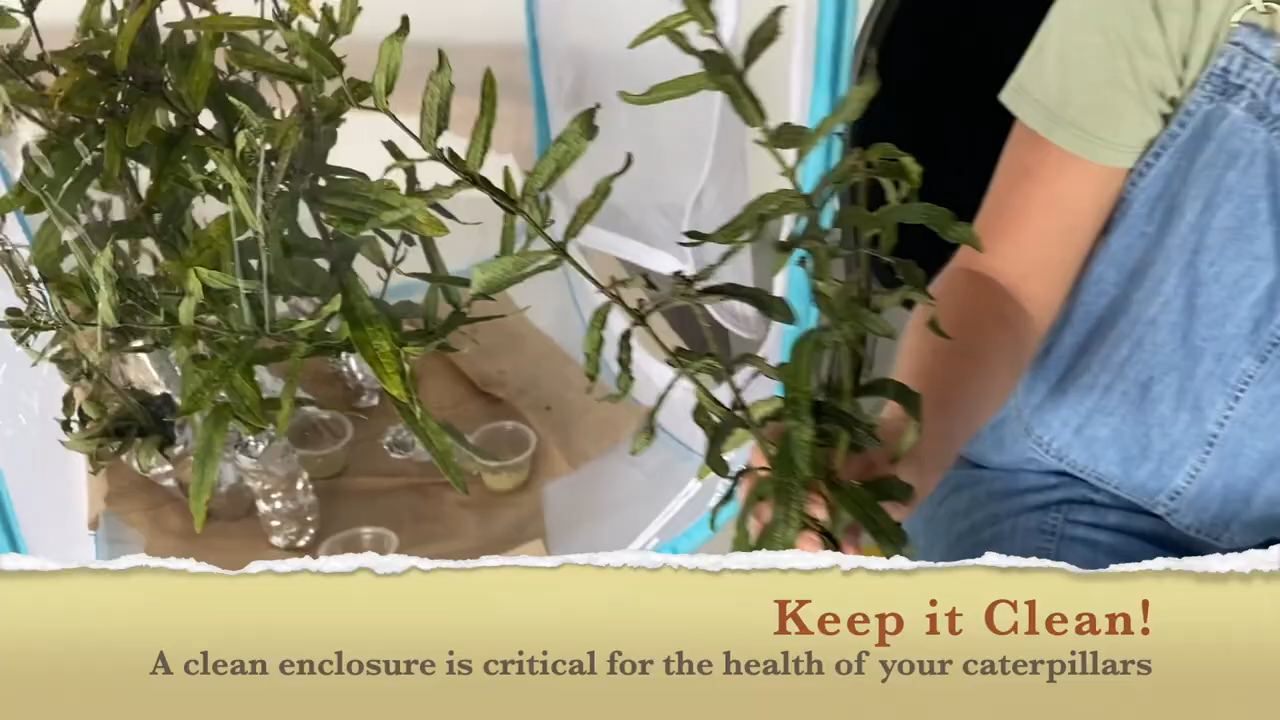 Keep it Clean!
A clean enclosure is critical for the health of your caterpillars